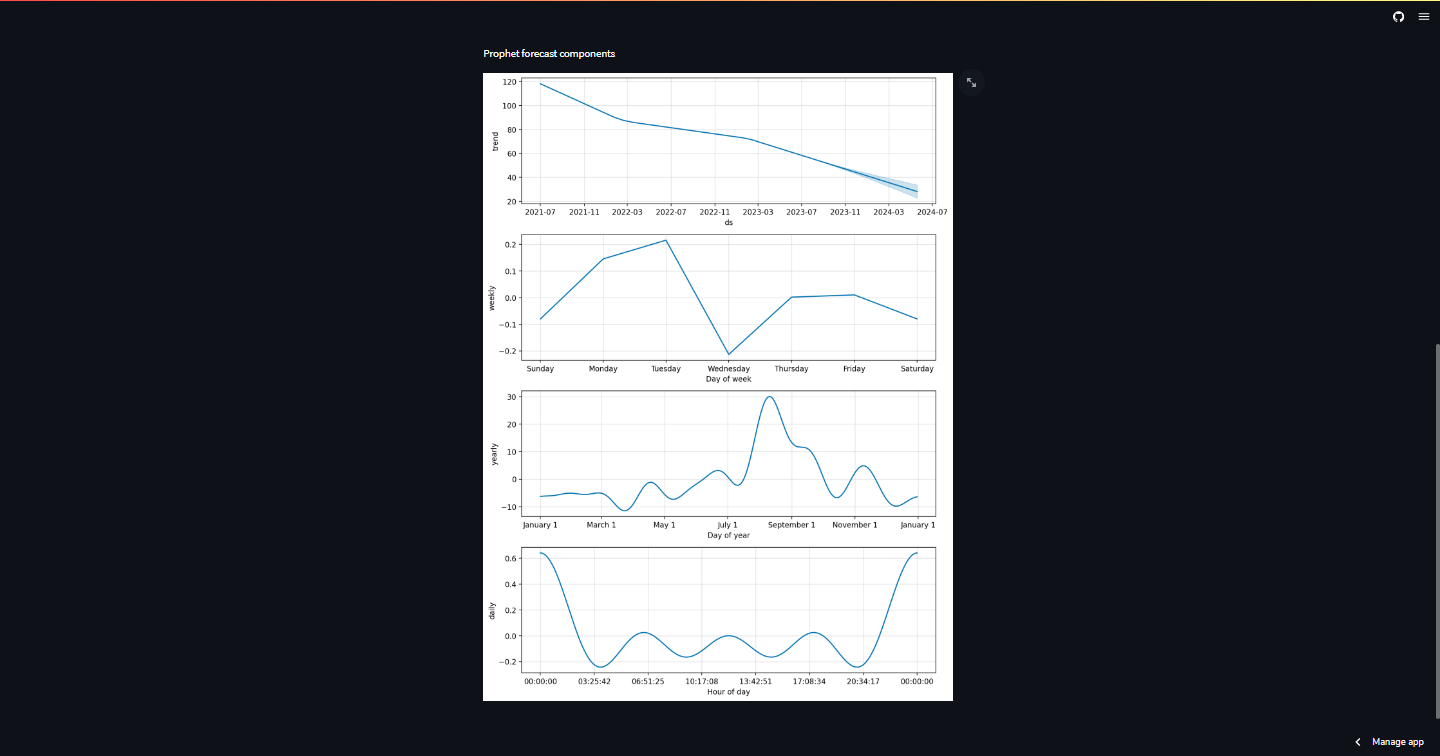 Prophet forecast components
120
100
80
60
40
20
trend
2021-07 2021-11 2022-03 2022-07 2022-11 2023-03 2023-07 2023-11 2024-03 2024-07
ds
0.2
0.1
0.0
−0.1
−0.2
weekly
Sunday Monday Tuesday Wednesday Thursday Friday Saturday
Day of week
30
20
10
0
−10
yearly
January 1 March 1 May 1 July 1 September 1 November 1 January 1
Day of year
0.6
0.4
0.2
0.0
−0.2
daily
00:00:00 03:25:42 06:51:25 10:17:08 13:42:51 17:08:34 20:34:17 00:00:00
Hour of day
Manage app